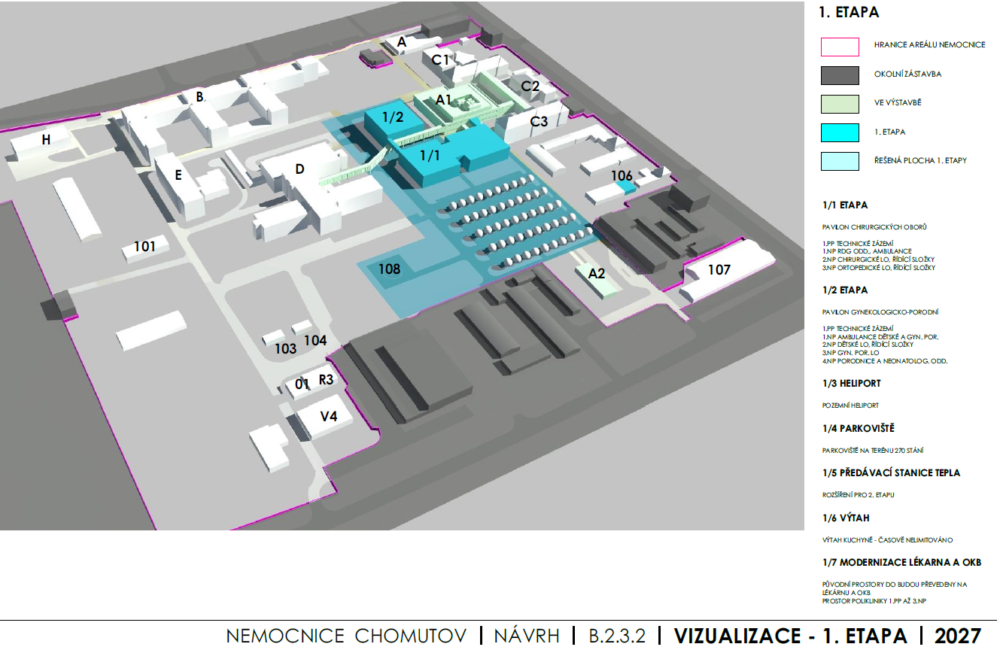 A
C1
C2
B
A1
1/2
C3
H
1/1
E
D
106
101
108
107
A2
103
104
01
R3
V4
1. ETAPA
HRANICE AREÁLU NEMOCNICE
OKOLNÍ ZÁSTAVBA
VE VÝSTAVBĚ
1. ETAPA
ŘEŠENÁ PLOCHA 1. ETAPY
1/1 ETAPA
PAVILON CHIRURGICKÝCH OBORŮ
1.PP TECHNICKÉ ZÁZEMÍ
1.NP RDG ODD., AMBULANCE
2.NP CHIRURGICKÉ LO, ŘÍDÍCÍ SLOŽKY
3.NP ORTOPEDICKÉ LO, ŘÍDÍCÍ SLOŽKY
1/2 ETAPA
PAVILON GYNEKOLOGICKO-PORODNÍ
1.PP TECHNICKÉ ZÁZEMÍ
1.NP AMBULANCE DĚTSKÉ A GYN. POR.
2.NP DĚTSKÉ LO, ŘÍDÍCÍ SLOŽKY
3.NP GYN. POR. LO
4.NP PORODNICE A NEONATOLOG. ODD.
1/3 HELIPORT
POZEMNÍ HELIPORT
1/4 PARKOVIŠTĚ
PARKOVIŠTĚ NA TERÉNU 270 STÁNÍ
1/5 PŘEDÁVACÍ STANICE TEPLA
ROZŠÍŘENÍ PRO 2. ETAPU
1/6 VÝTAH
VÝTAH KUCHYNĚ - ČASOVĚ NELIMITOVÁNO
1/7 MODERNIZACE LÉKARNA A OKB
PŮVODNÍ PROSTORY DO BUDOU PŘEVEDENY NA
LÉKÁRNU A OKB
PROSTOR POLIKLINIKY 1.PP AŽ 3.NP
NEMOCNICE CHOMUTOV | NÁVRH | B.2.3.2 | VIZUALIZACE - 1. ETAPA | 2027